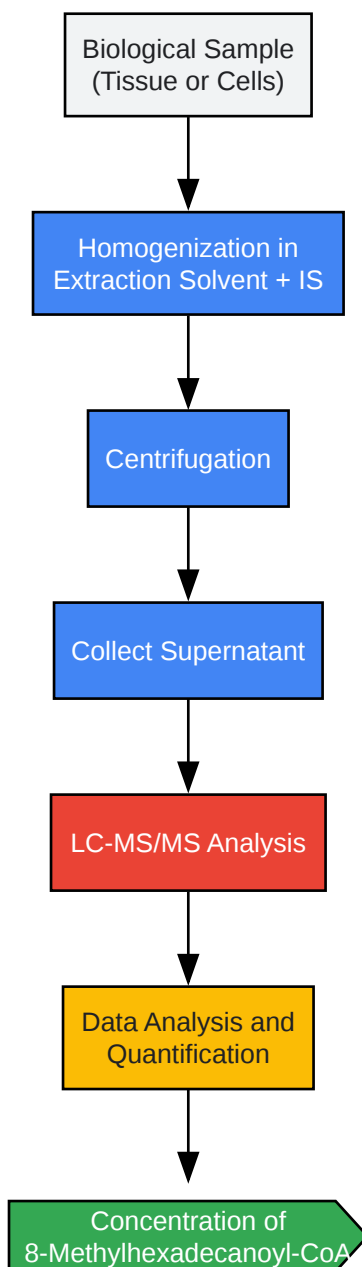 Biological Sample
(Tissue or Cells)
Homogenization in
Extraction Solvent + IS
Centrifugation
Collect Supernatant
LC-MS/MS Analysis
Data Analysis and
Quantification
Concentration of
8-Methylhexadecanoyl-CoA